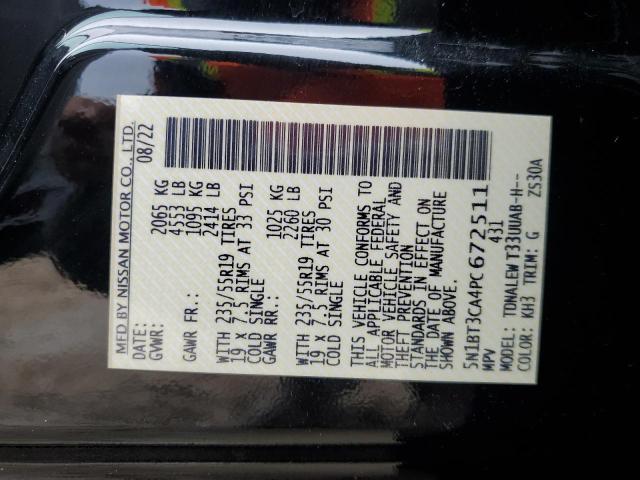 MFD BY NISSAN MOTOR CO., LTD.
DATE: 08/22
GVWR: 2065 KG
4553 LB
GAWR FR.: 1095 KG
2414 LB
WITH 235/55R19 TIRES
19 x 7.5 RIMS AT 33 PSI
COLD SINGLE
GAWR RR.: 1025 KG
2260 LB
WITH 235/55R19 TIRES
19 x 7.5 RIMS AT 30 PSI
COLD SINGLE
THIS VEHICLE CONFORMS TO
ALL APPLICABLE FEDERAL
MOTOR VEHICLE SAFETY AND
THEFT PREVENTION
STANDARDS IN EFFECT ON
THE DATE OF MANUFACTURE
SHOWN ABOVE.
5N1BT3CA4PC672511
MPV 431
MODEL: TDNALEW T33UUAB-H--
COLOR: KH3 TRIM: G ZS30A